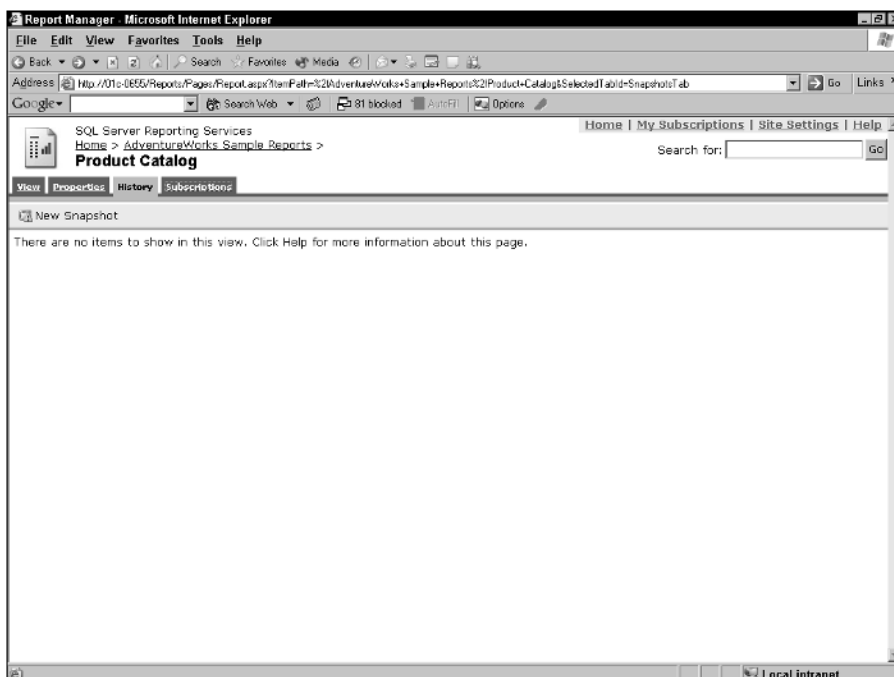 Report Manager - Microsoft Internet Explorer
File Edit View Favorites Tools Help
Back Search Favorites Media
Address http://01c-0655/Reports/Pages/Report.aspx?ItemPath=%2fAdventureWorks+Sample+Reports%2fProduct+Catalog&SelectedTabId=SnapshotsTab Go Links
Google Search Web 81 blocked AutoFill Options
SQL Server Reporting Services
Home | My Subscriptions | Site Settings | Help
Home > AdventureWorks Sample Reports >
Product Catalog
Search for: Go
View Properties History Subscriptions
New Snapshot
There are no items to show in this view. Click Help for more information about this page.
Local intranet